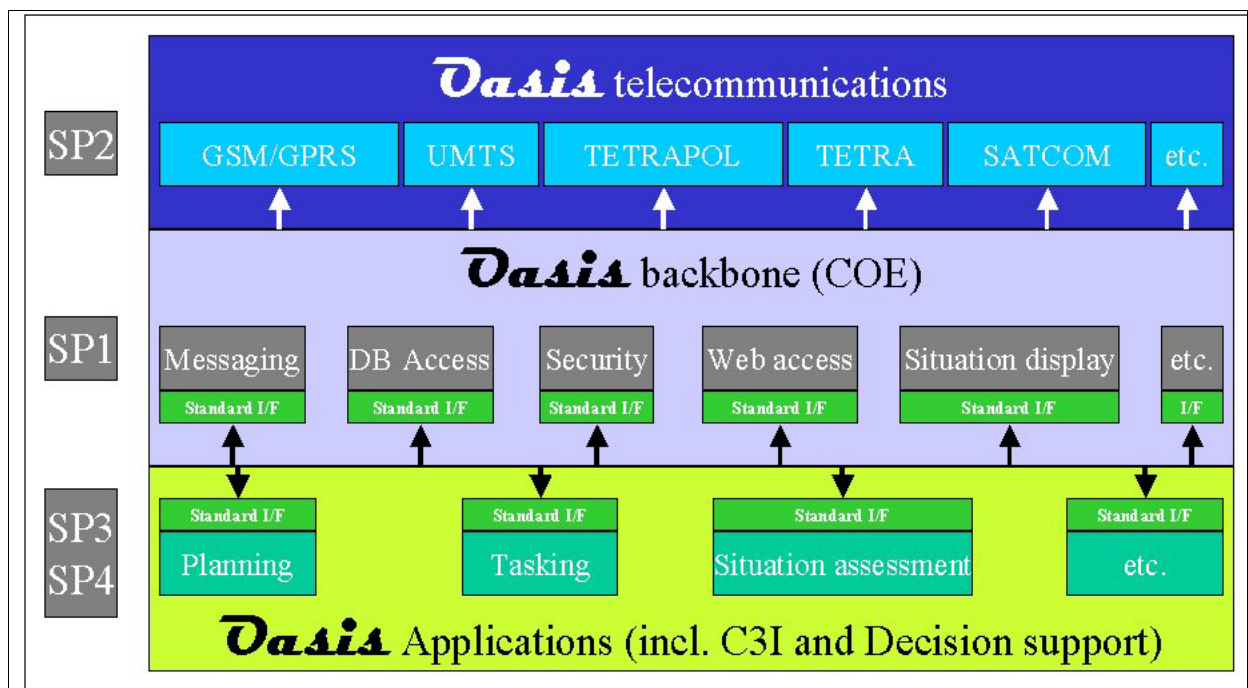 Oasis telecommunications
SP2
GSM/GPRS UMTS TETRAPOL TETRA SATCOM etc.
Oasis backbone (COE)
SP1
Messaging DB Access Security Web access Situation display etc.
Standard I/F Standard I/F Standard I/F Standard I/F Standard I/F I/F
Standard I/F Standard I/F Standard I/F Standard I/F
SP3
SP4
Planning Tasking Situation assessment etc.
Oasis Applications (incl. C3I and Decision support)